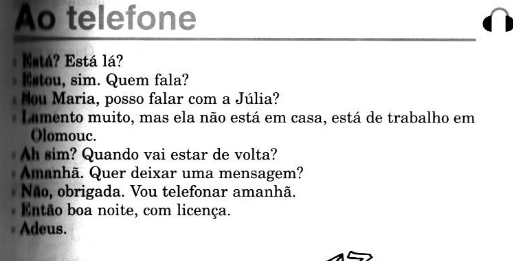 Ao telefone
Está? Está lá?
Estou, sim. Quem fala?
Sou Maria, posso falar com a Júlia?
Lamento muito, mas ela não está em casa, está de trabalho em
Olomouc.
Ah sim? Quando vai estar de volta?
Amanhã. Quer deixar uma mensagem?
Não, obrigada. Vou telefonar amanhã.
Então boa noite, com licença.
Adeus.